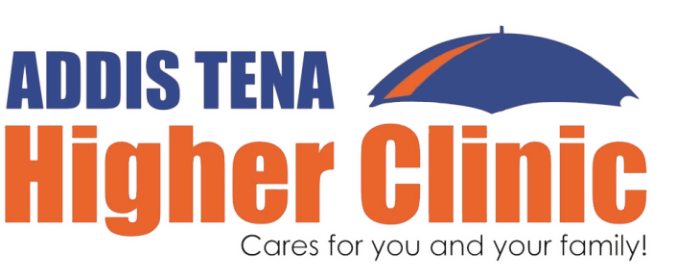 ADDIS TENA
Higher Clinic
Cares for you and your family!